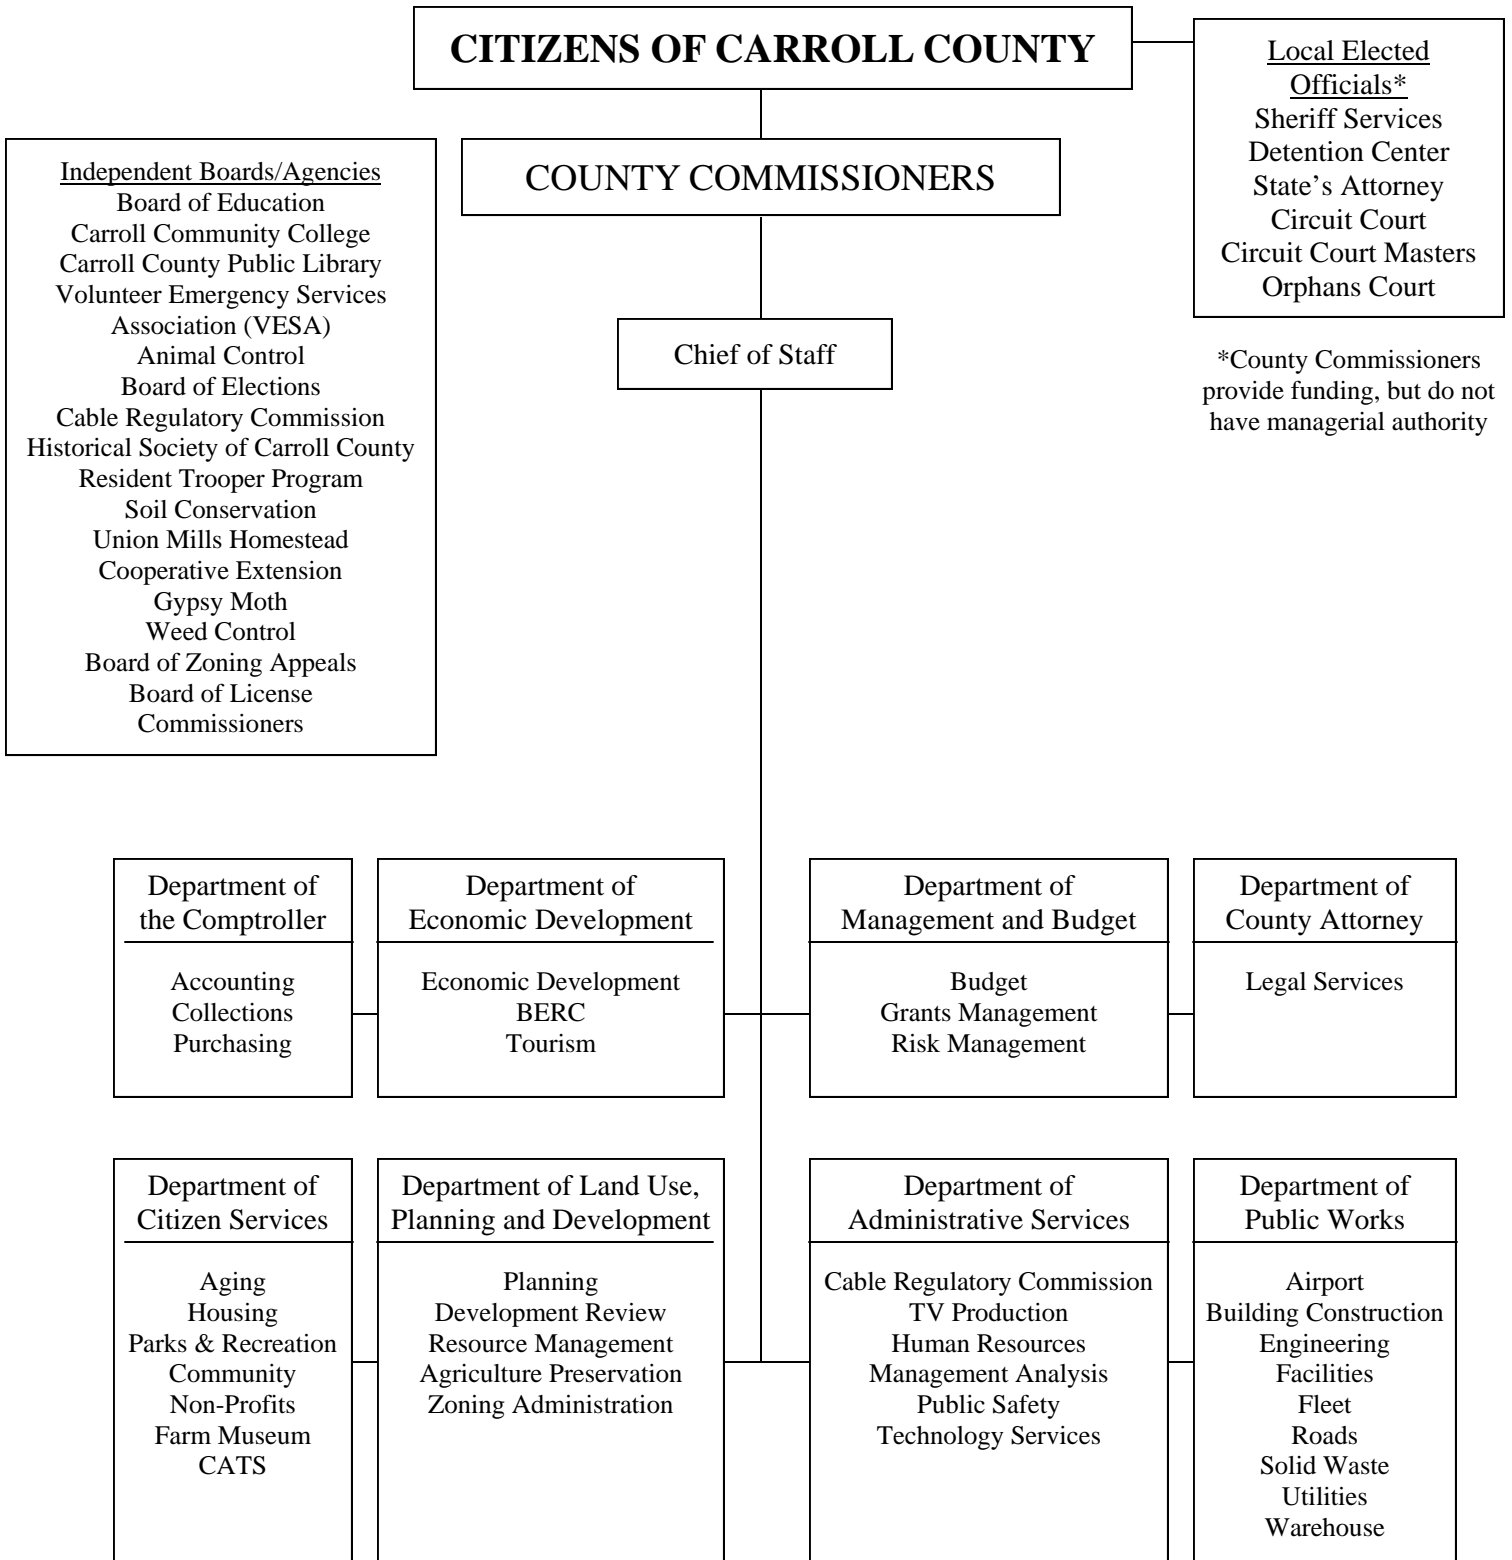 CITIZENS OF CARROLL COUNTY
Local Elected
Officials*
Sheriff Services
Detention Center
State’s Attorney
Circuit Court
Circuit Court Masters
Orphans Court
*County Commissioners
provide funding, but do not
have managerial authority
COUNTY COMMISSIONERS
Independent Boards/Agencies
Board of Education
Carroll Community College
Carroll County Public Library
Volunteer Emergency Services
Association (VESA)
Animal Control
Board of Elections
Cable Regulatory Commission
Historical Society of Carroll County
Resident Trooper Program
Soil Conservation
Union Mills Homestead
Cooperative Extension
Gypsy Moth
Weed Control
Board of Zoning Appeals
Board of License
Commissioners
Chief of Staff
Department of
the Comptroller
Accounting
Collections
Purchasing
Department of
Economic Development
Economic Development
BERC
Tourism
Department of
Management and Budget
Budget
Grants Management
Risk Management
Department of
County Attorney
Legal Services
Department of
Citizen Services
Aging
Housing
Parks & Recreation
Community
Non-Profits
Farm Museum
CATS
Department of Land Use,
Planning and Development
Planning
Development Review
Resource Management
Agriculture Preservation
Zoning Administration
Department of
Administrative Services
Cable Regulatory Commission
TV Production
Human Resources
Management Analysis
Public Safety
Technology Services
Department of
Public Works
Airport
Building Construction
Engineering
Facilities
Fleet
Roads
Solid Waste
Utilities
Warehouse